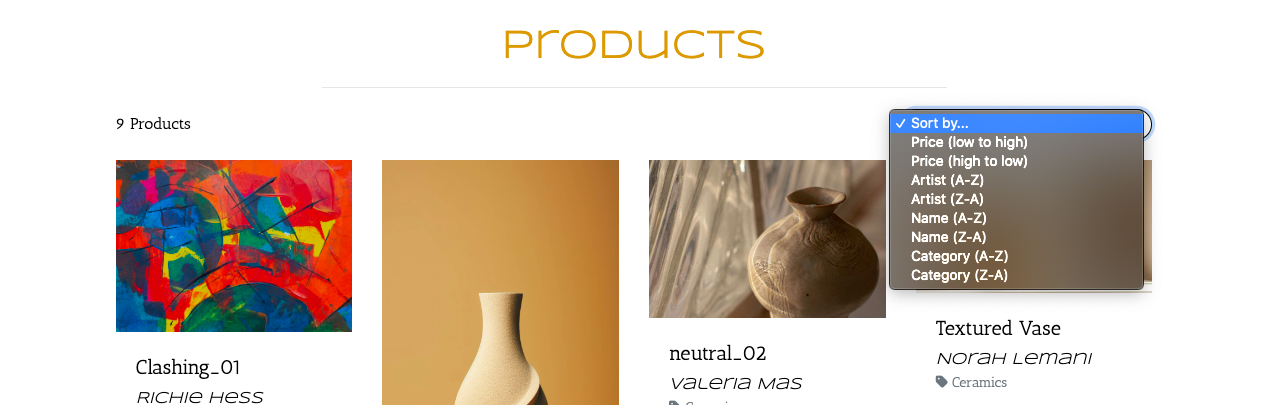 Products
9 Products
✓ Sort by...
Price (low to high)
Price (high to low)
Artist (A-Z)
Artist (Z-A)
Name (A-Z)
Name (Z-A)
Category (A-Z)
Category (Z-A)
Clashing_01
Richie Hess
neutral_02
Valeria Mas
Textured Vase
Norah Lemani
Ceramics